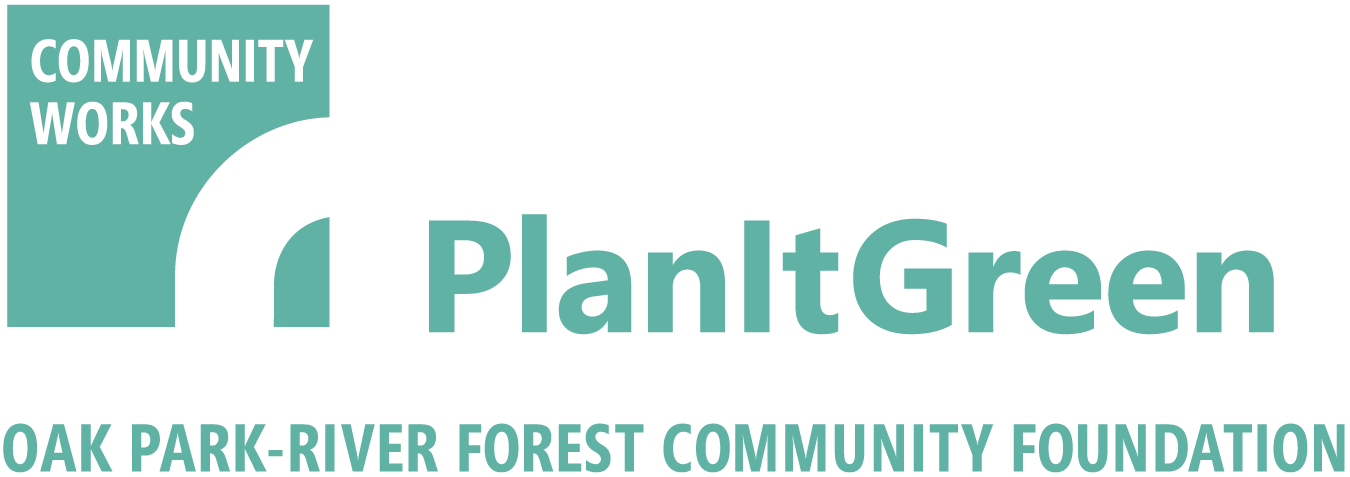 COMMUNITY
WORKS
PlanItGreen
OAK PARK-RIVER FOREST COMMUNITY FOUNDATION